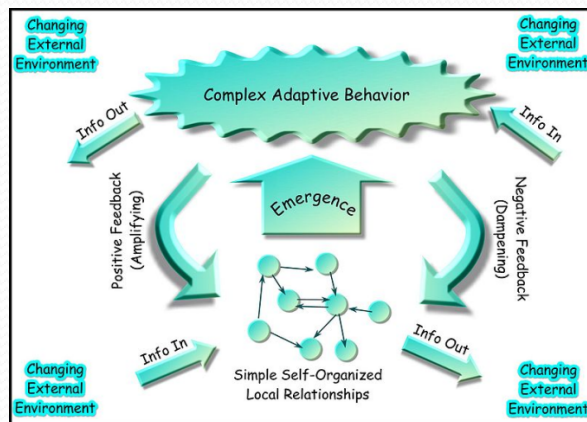 Changing
External
Environment
Changing
External
Environment
Complex Adaptive Behavior
Info Out
Info In
Positive Feedback
(Amplifying)
Emergence
Negative Feedback
(Dampening)
Info In
Info Out
Simple Self-Organized
Local Relationships
Changing
External
Environment
Changing
External
Environment